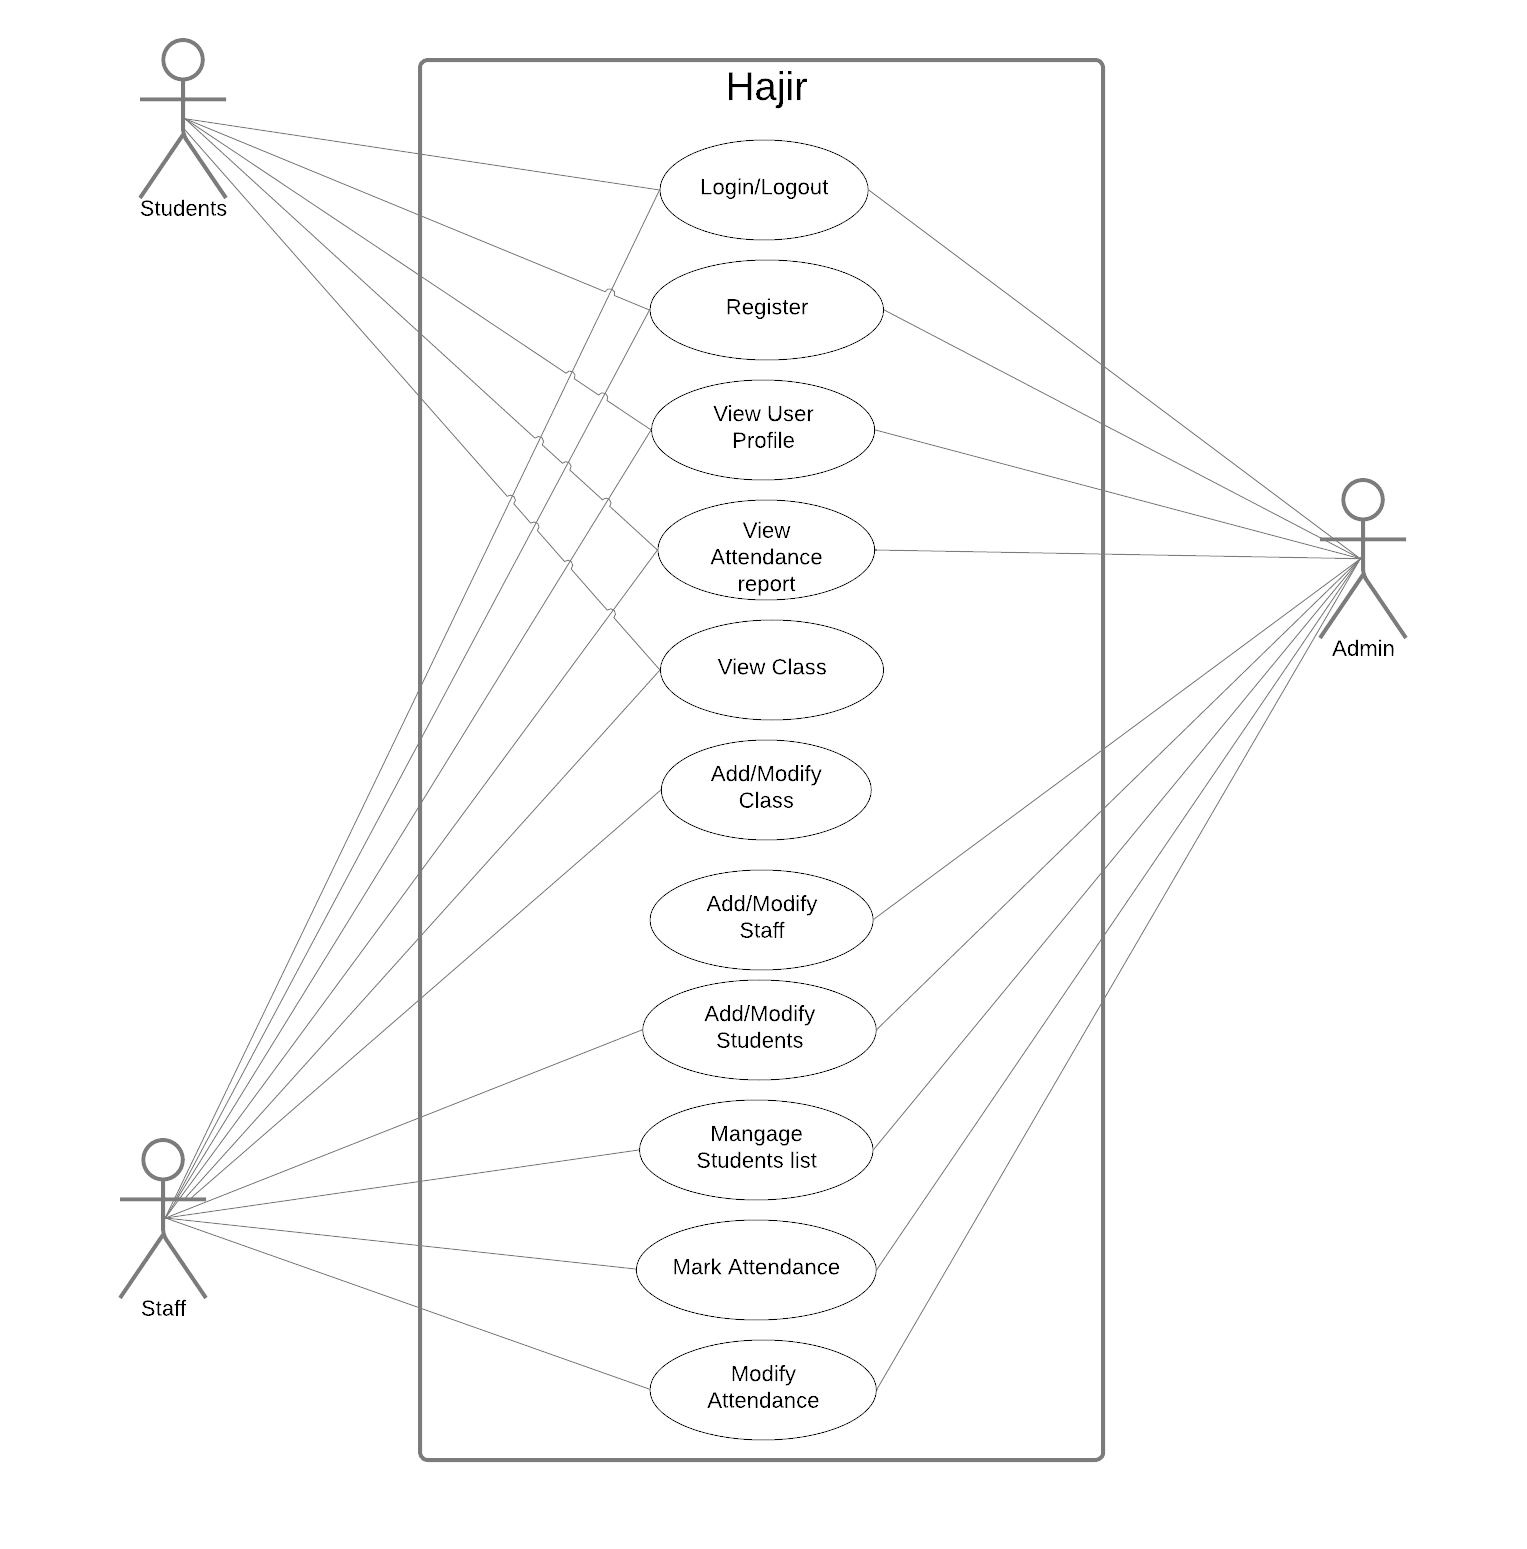 Hajir
Students
Login/Logout
Register
View User
Profile
View
Attendance
report
Admin
View Class
Add/Modify
Class
Add/Modify
Staff
Add/Modify
Students
Mangage
Students list
Mark Attendance
Staff
Modify
Attendance